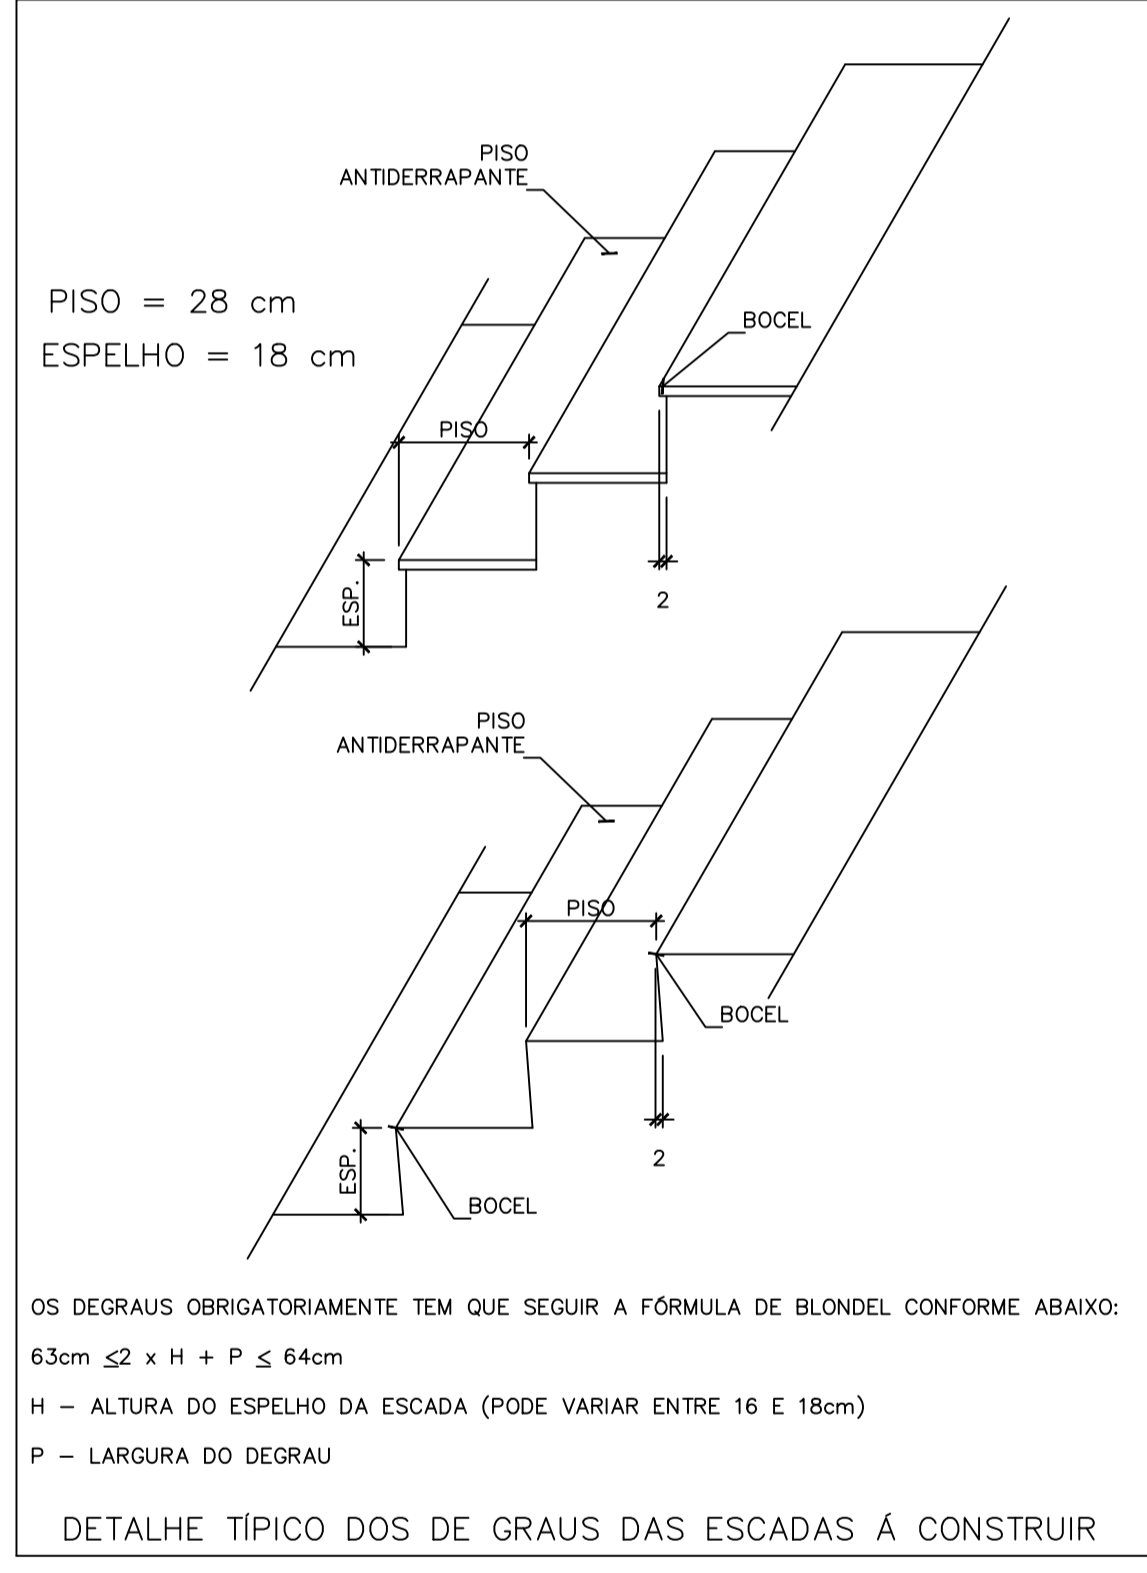 PISO
ANTIDERRAPANTE
PISO = 28 cm
ESPELHO = 18 cm
BOCEL
PISO
ESP.
2
PISO
ANTIDERRAPANTE
PISO
BOCEL
ESP.
2
BOCEL
OS DEGRAUS OBRIGATORIAMENTE TEM QUE SEGUIR A FÓRMULA DE BLONDEL CONFORME ABAIXO:
63cm ≤2 x H + P ≤ 64cm
H – ALTURA DO ESPELHO DA ESCADA (PODE VARIAR ENTRE 16 E 18cm)
P – LARGURA DO DEGRAU
DETALHE TÍPICO DOS DE GRAUS DAS ESCADAS Á CONSTRUIR